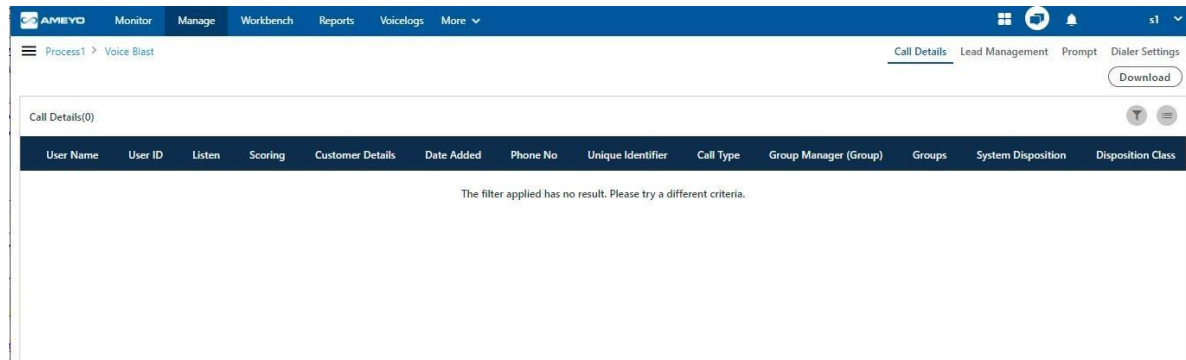 AMEYO Monitor Manage Workbench Reports Voicelogs More s1
Process1 > Voice Blast Call Details Lead Management Prompt Dialer Settings
Download
Call Details(0)
User Name User ID Listen Scoring Customer Details Date Added Phone No Unique Identifier Call Type Group Manager (Group) Groups System Disposition Disposition Class
The filter applied has no result. Please try a different criteria.